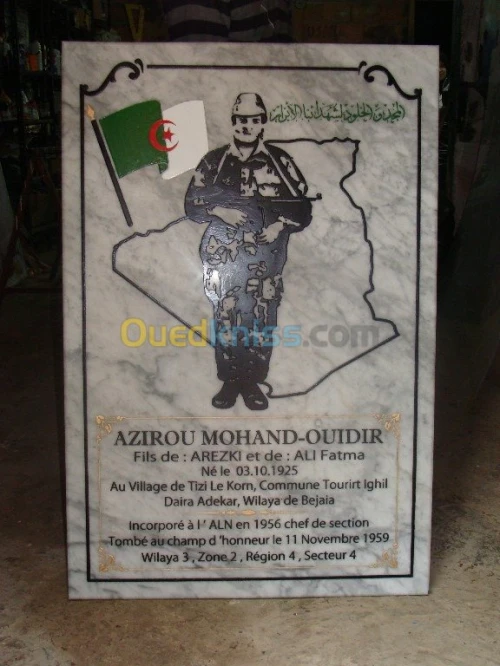 المجد و الخلود لشهدائنا الأبرار
Ouedkniss.com
AZIROU MOHAND-OUIDIR
Fils de : AREZKI et de : ALI Fatma
Né le 03.10.1925
Au Village de Tizi Le Korn, Commune Tourirt Ighil
Daira Adekar, Wilaya de Bejaia
Incorporé à l ' ALN en 1956 chef de section
Tombé au champ d 'honneur le 11 Novembre 1959
Wilaya 3 , Zone 2 , Région 4 , Secteur 4